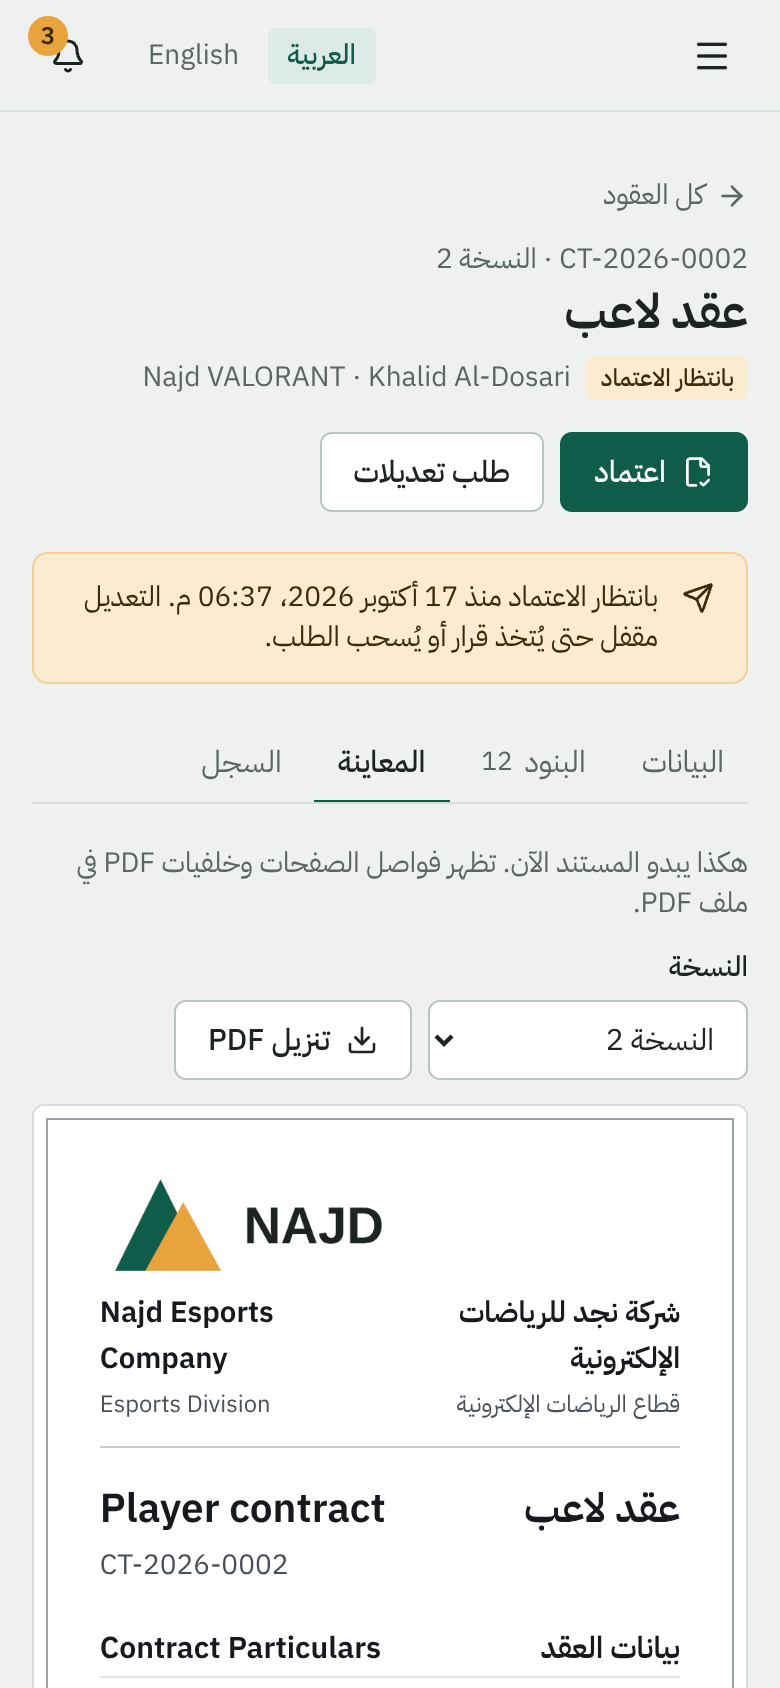 العربية
English
3
كل العقود
CT-2026-0002 · النسخة 2
عقد لاعب
بانتظار الاعتماد
Najd VALORANT · Khalid Al-Dosari
اعتماد
طلب تعديلات
بانتظار الاعتماد منذ 17 أكتوبر 2026، 06:37 م. التعديل
مقفل حتى يُتخذ قرار أو يُسحب الطلب.
البيانات
البنود 12
المعاينة
السجل
هكذا يبدو المستند الآن. تظهر فواصل الصفحات وخلفيات PDF في
ملف PDF.
النسخة
النسخة 2
تنزيل PDF
NAJD
شركة نجد للرياضات
الإلكترونية
قطاع الرياضات الإلكترونية
Najd Esports
Company
Esports Division
عقد لاعب
Player contract
CT-2026-0002
بيانات العقد
Contract Particulars